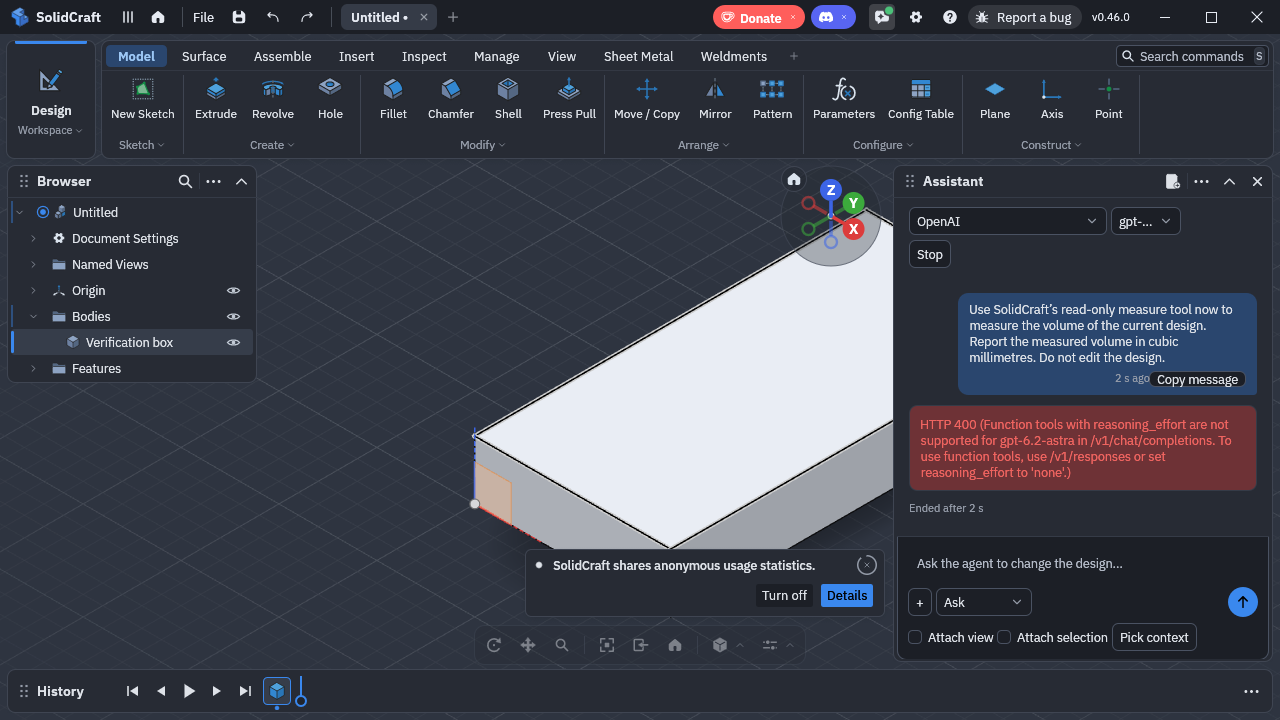 SolidCraft
File
Untitled •
Donate
Report a bug
v0.46.0
Design
Workspace
Model
Surface
Assemble
Insert
Inspect
Manage
View
Sheet Metal
Weldments
Search commands
S
New Sketch
Extrude
Revolve
Hole
Fillet
Chamfer
Shell
Press Pull
Move / Copy
Mirror
Pattern
Parameters
Config Table
Plane
Axis
Point
Sketch
Create
Modify
Arrange
Configure
Construct
Browser
Untitled
Document Settings
Named Views
Origin
Bodies
Verification box
Features
Z
Y
X
Assistant
OpenAI
gpt-...
Stop
Use SolidCraft's read-only measure tool now to
measure the volume of the current design.
Report the measured volume in cubic
millimetres. Do not edit the design.
2 s ago
Copy message
HTTP 400 (Function tools with reasoning_effort are not
supported for gpt-6.2-astra in /v1/chat/completions. To
use function tools, use /v1/responses or set
reasoning_effort to 'none'.)
Ended after 2 s
Ask the agent to change the design...
+
Ask
Attach view
Attach selection
Pick context
SolidCraft shares anonymous usage statistics.
Turn off
Details
History